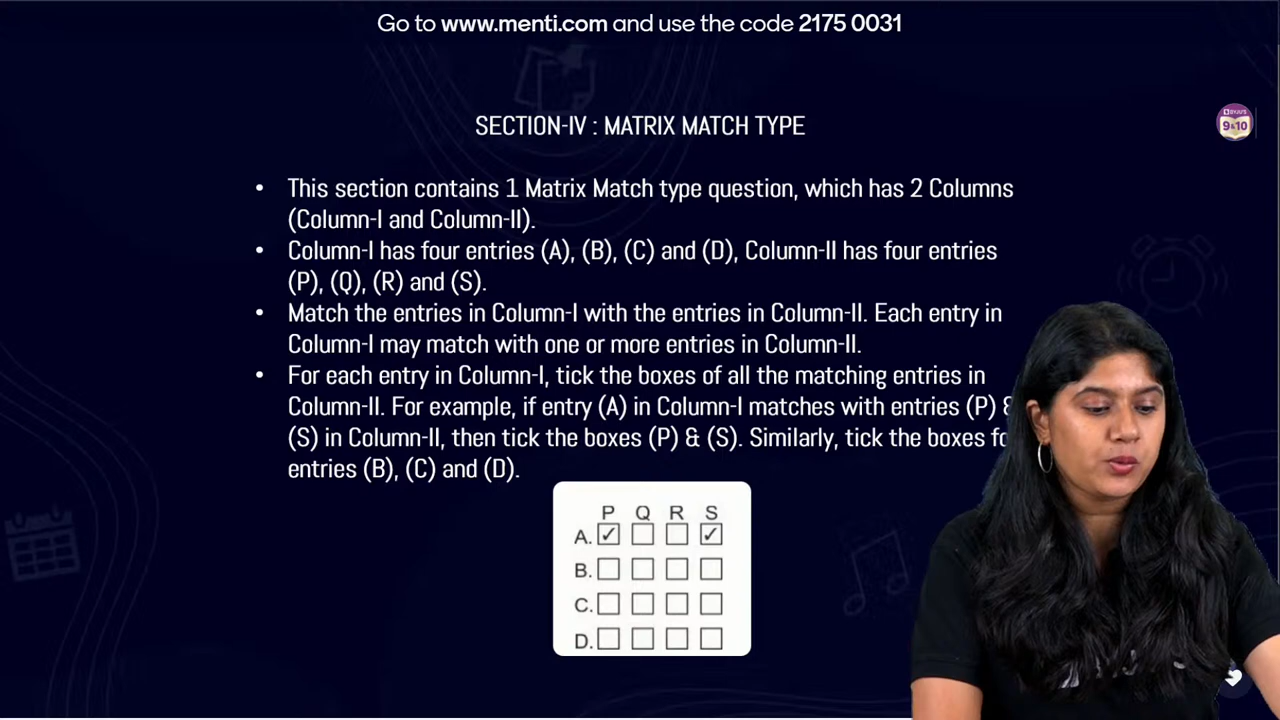 Go to www.menti.com and use the code 2175 0031
SECTION-IV : MATRIX MATCH TYPE
BYJU'S
9&10
• This section contains 1 Matrix Match type question, which has 2 Columns
(Column-I and Column-II).
• Column-I has four entries (A), (B), (C) and (D), Column-II has four entries
(P), (Q), (R) and (S).
• Match the entries in Column-I with the entries in Column-II. Each entry in
Column-I may match with one or more entries in Column-II.
• For each entry in Column-I, tick the boxes of all the matching entries in
Column-II. For example, if entry (A) in Column-I matches with entries (P) &
(S) in Column-II, then tick the boxes (P) & (S). Similarly, tick the boxes
entries (B), (C) and (D).
P Q R S
A. ✓ ✓
B.
C.
D.